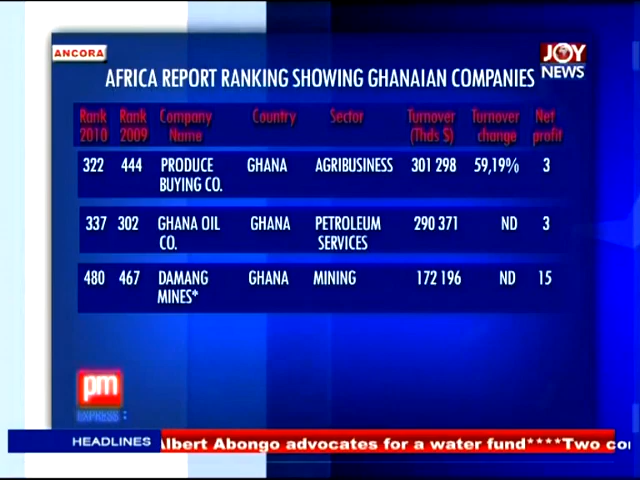 ANCORA
JOY
NEWS
AFRICA REPORT RANKING SHOWING GHANAIAN COMPANIES
Rank 2010 Rank 2009 Company Name Country Sector Turnover (Thds $) Turnover change Net profit
322 444 PRODUCE BUYING CO. GHANA AGRIBUSINESS 301 298 59,19% 3
337 302 GHANA OIL CO. GHANA PETROLEUM SERVICES 290 371 ND 3
480 467 DAMANG MINES* GHANA MINING 172 196 ND 15
pm
EXPRESS :
HEADLINES Albert Abongo advocates for a water fund****Two co